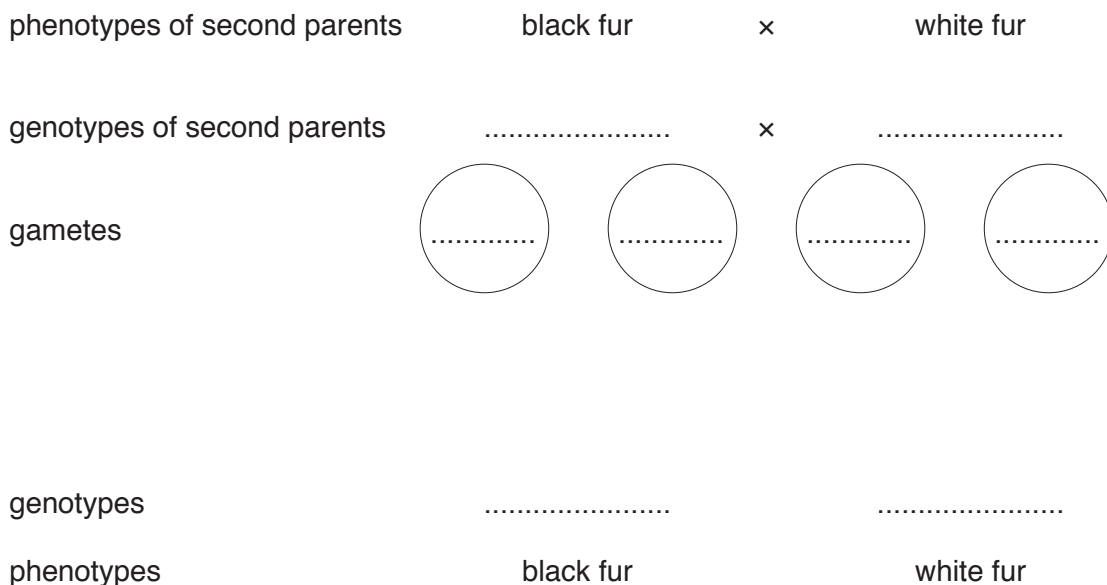 phenotypes of second parents black fur × white fur
genotypes of second parents ....................... × .......................
gametes ............. ............. ............. .............
genotypes ....................... .......................
phenotypes black fur white fur